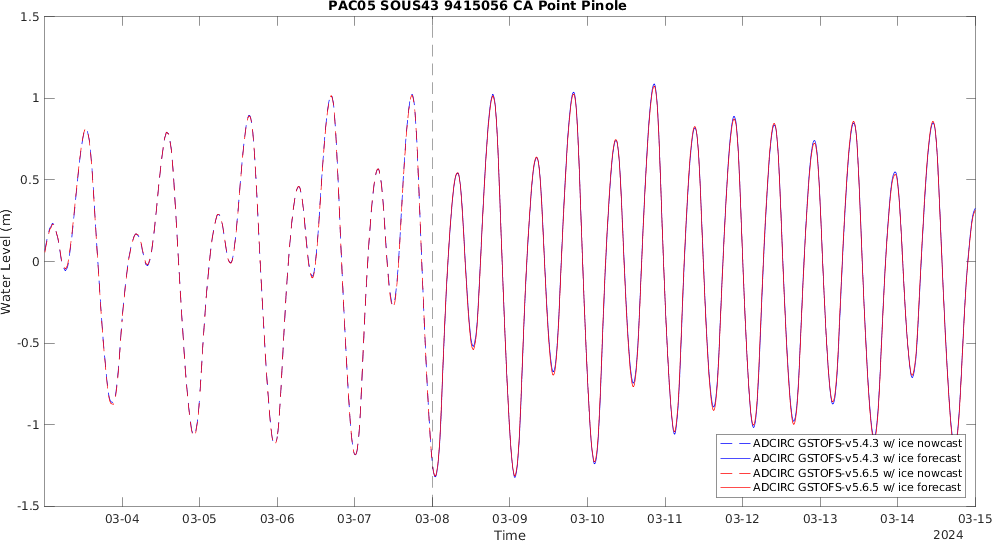 PAC05 SOUS43 9415056 CA Point Pinole
1.5
1
0.5
0
-0.5
-1
-1.5
Water Level (m)
ADCIRC GSTOFS-v5.4.3 w/ ice nowcast
ADCIRC GSTOFS-v5.4.3 w/ ice forecast
ADCIRC GSTOFS-v5.6.5 w/ ice nowcast
ADCIRC GSTOFS-v5.6.5 w/ ice forecast
03-04 03-05 03-06 03-07 03-08 03-09 03-10 03-11 03-12 03-13 03-14 03-15
Time
2024